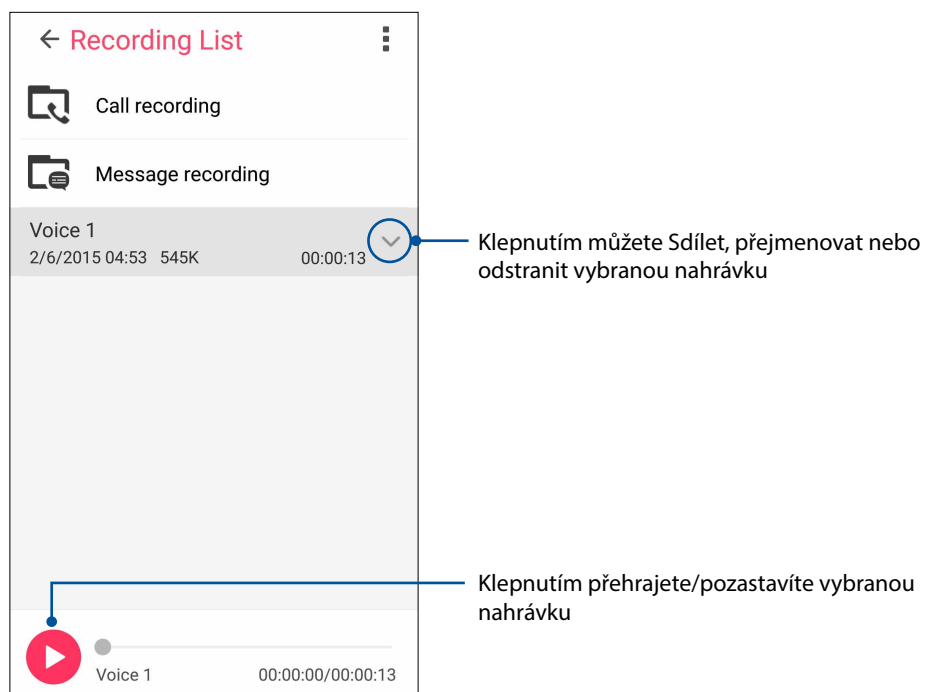 Recording List
Call recording
Message recording
Voice 1
2/6/2015 04:53 545K 00:00:13
Klepnutím můžete Sdílet, přejmenovat nebo
odstranit vybranou nahrávku
Klepnutím přehrajete/pozastavíte vybranou
nahrávku
Voice 1 00:00:00/00:00:13